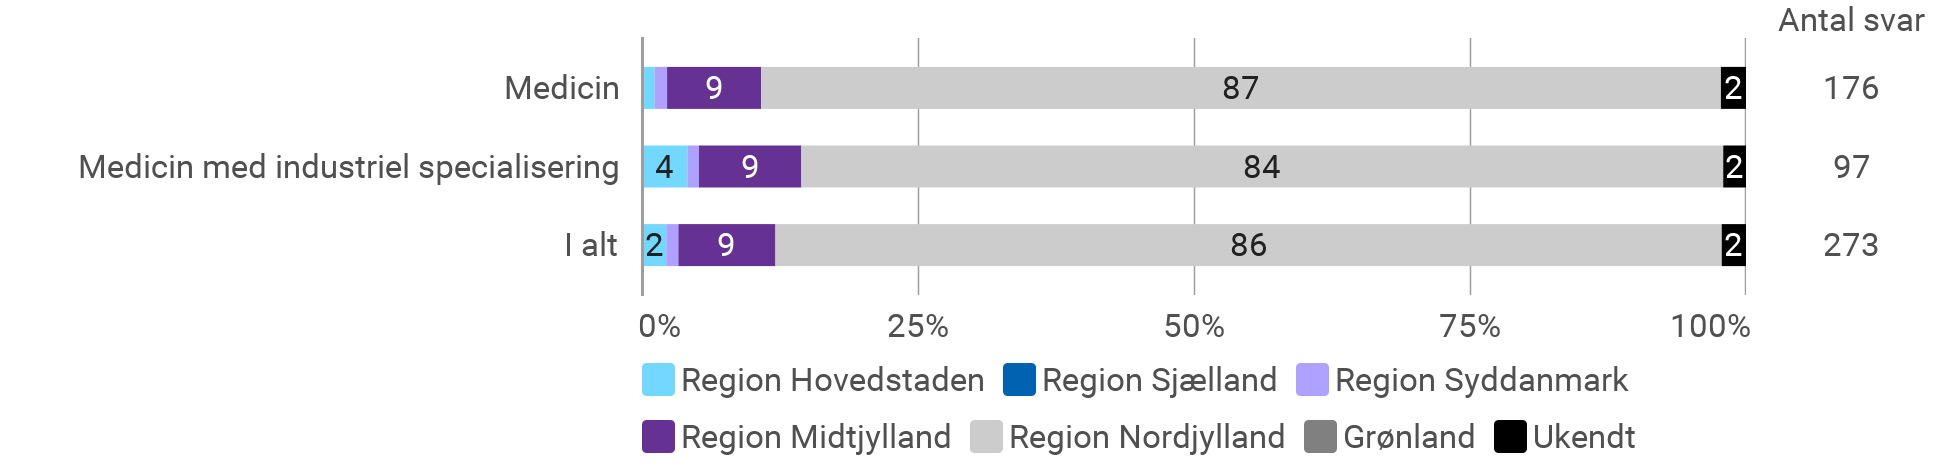 Antal svar
Medicin 9 87 2 176
Medicin med industriel specialisering 4 9 84 2 97
I alt 2 9 86 2 273
0% 25% 50% 75% 100%
Region Hovedstaden Region Sjælland Region Syddanmark
Region Midtjylland Region Nordjylland Grønland Ukendt